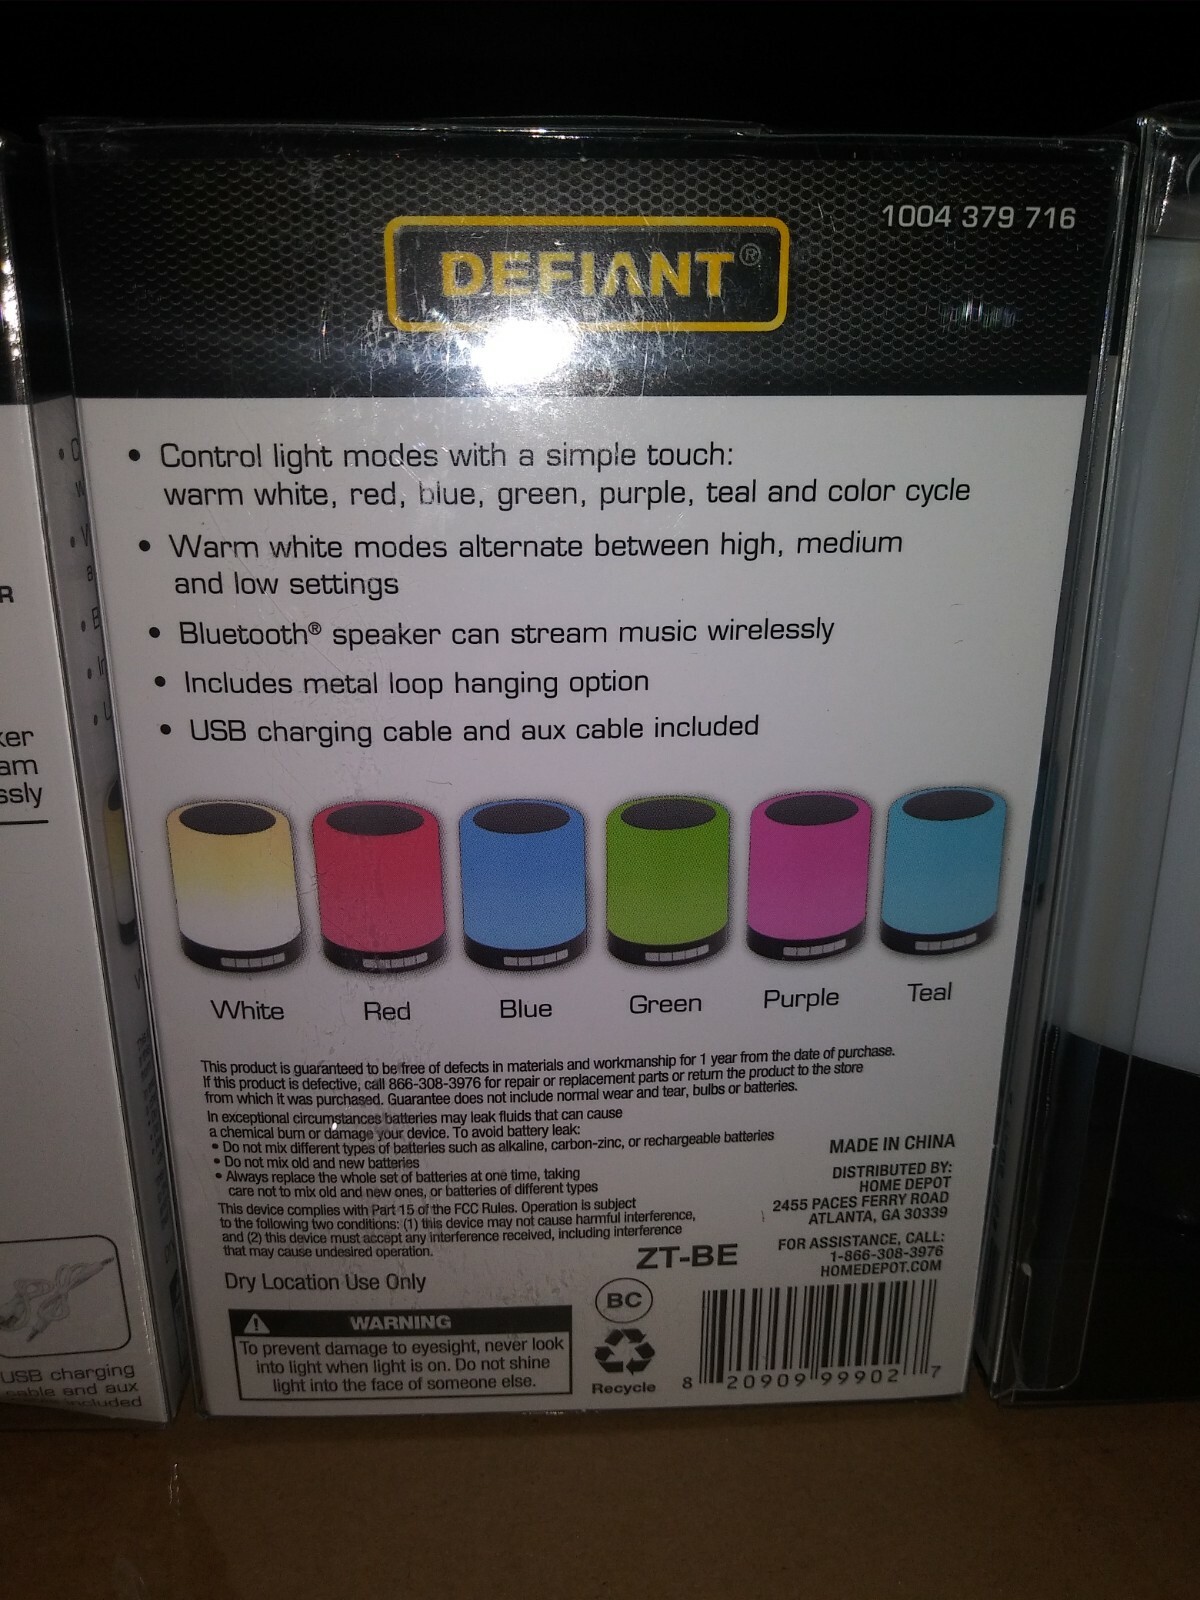 DEFIANT®
1004 379 716
• Control light modes with a simple touch:
warm white, red, blue, green, purple, teal and color cycle
• Warm white modes alternate between high, medium
and low settings
• Bluetooth® speaker can stream music wirelessly
• Includes metal loop hanging option
• USB charging cable and aux cable included
White
Red
Blue
Green
Purple
Teal
This product is guaranteed to be free of defects in materials and workmanship for 1 year from the date of purchase.
If this product is defective, call 866-308-3976 for repair or replacement parts or return the product to the store
from which it was purchased. Guarantee does not include normal wear and tear, bulbs or batteries.
In exceptional circumstances batteries may leak fluids that can cause
a chemical burn or damage your device. To avoid battery leak:
• Do not mix different types of batteries such as alkaline, carbon-zinc, or rechargeable batteries
• Do not mix old and new batteries
• Always replace the whole set of batteries at one time, taking
care not to mix old and new ones, or batteries of different types
This device complies with Part 15 of the FCC Rules. Operation is subject
to the following two conditions: (1) this device may not cause harmful interference,
and (2) this device must accept any interference received, including interference
that may cause undesired operation.
Dry Location Use Only
WARNING
To prevent damage to eyesight, never look
into light when light is on. Do not shine
light into the face of someone else.
ZT-BE
BC
Recycle
MADE IN CHINA
DISTRIBUTED BY:
HOME DEPOT
2455 PACES FERRY ROAD
ATLANTA, GA 30339
FOR ASSISTANCE, CALL:
1-866-308-3976
HOMEDEPOT.COM
8 20909 99902 7
R
ker
am
ssly
USB charging
cable and aux
included